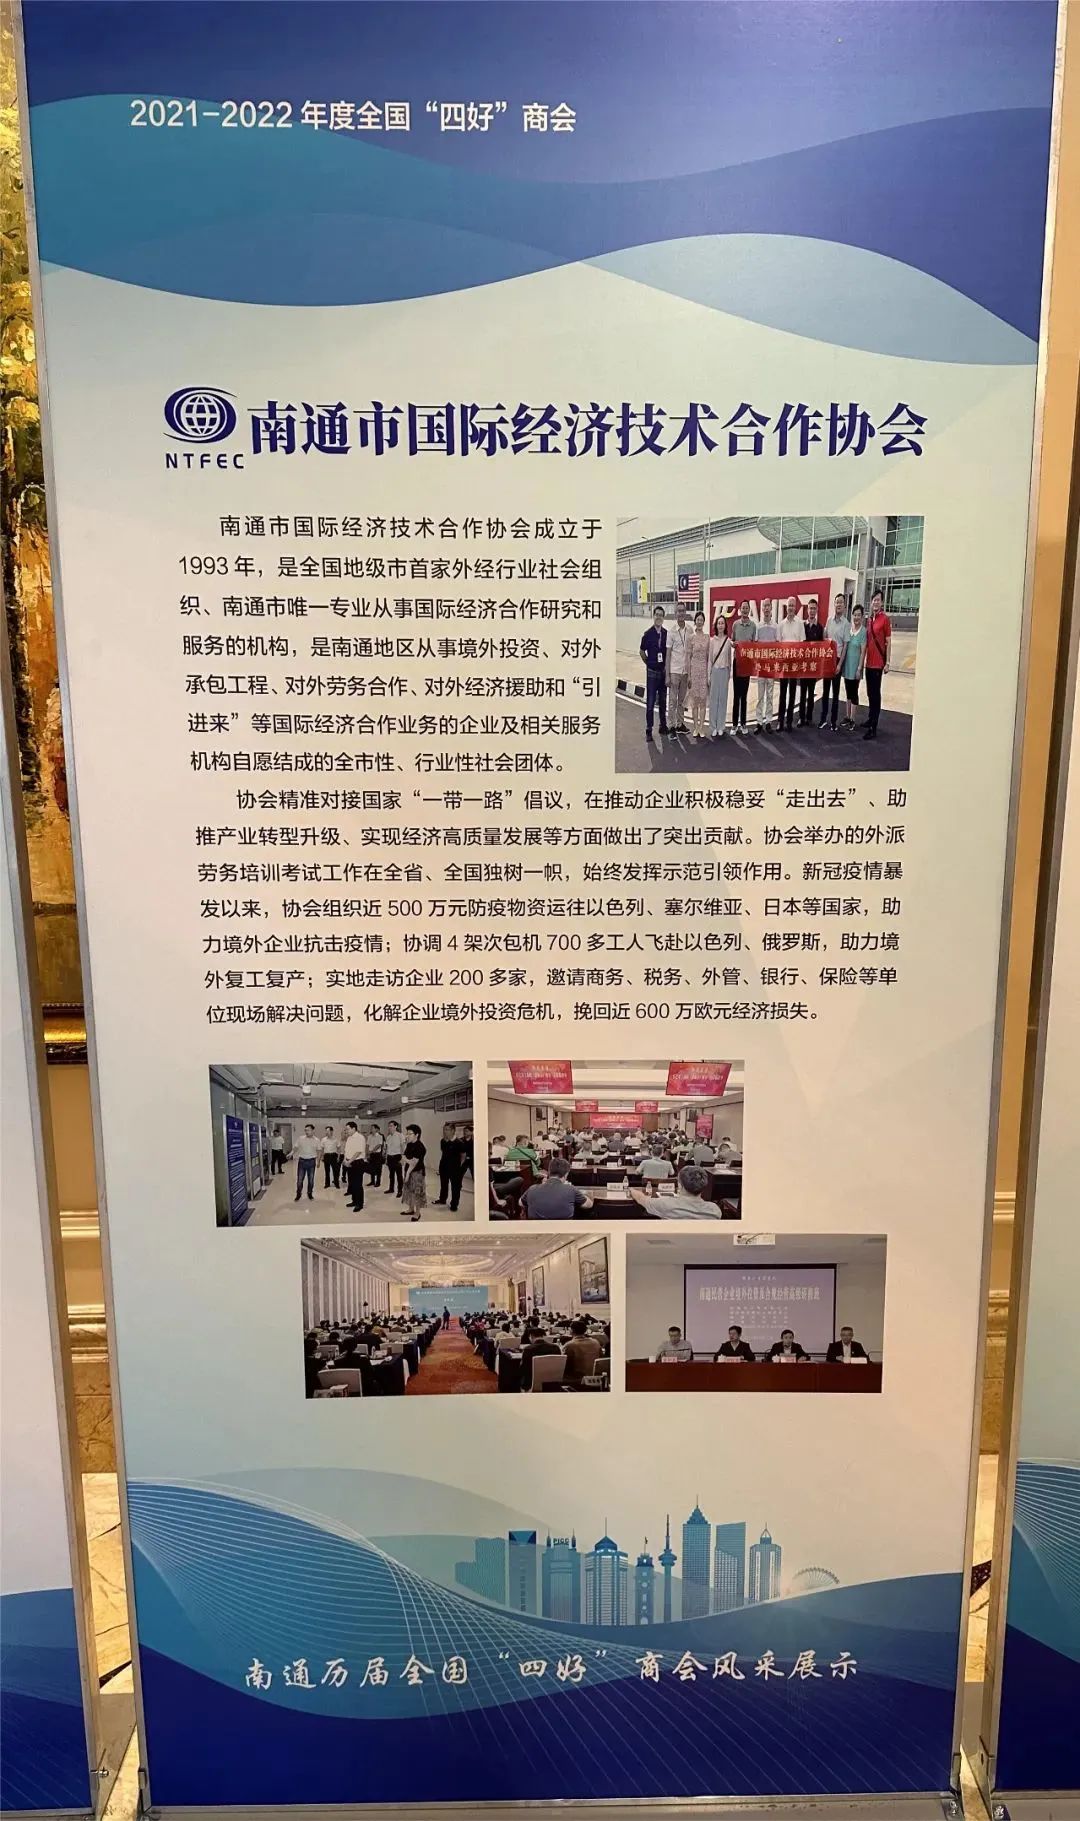 2021-2022 年度全国“四好”商会
NTFEC
南通市国际经济技术合作协会
南通市国际经济技术合作协会成立于
1993 年，是全国地级市首家外经行业社会组
织、南通市唯一专业从事国际经济合作研究和
服务的机构，是南通地区从事境外投资、对外
承包工程、对外劳务合作、对外经济援助和“引
进来”等国际经济合作业务的企业及相关服务
机构自愿结成的全市性、行业性社会团体。
南通市国际经济技术合作协会
赴马来西亚考察
协会精准对接国家“一带一路”倡议，在推动企业积极稳妥“走出去”、助
推产业转型升级、实现经济高质量发展等方面做出了突出贡献。协会举办的外派
劳务培训考试工作在全省、全国独树一帜，始终发挥示范引领作用。新冠疫情暴
发以来，协会组织近 500 万元防疫物资运往以色列、塞尔维亚、日本等国家，助
力境外企业抗击疫情；协调 4 架次包机 700 多工人飞赴以色列、俄罗斯，助力境
外复工复产；实地走访企业 200 多家，邀请商务、税务、外管、银行、保险等单
位现场解决问题，化解企业境外投资危机，挽回近 600 万欧元经济损失。
PICC
南通历届全国“四好”商会风采展示